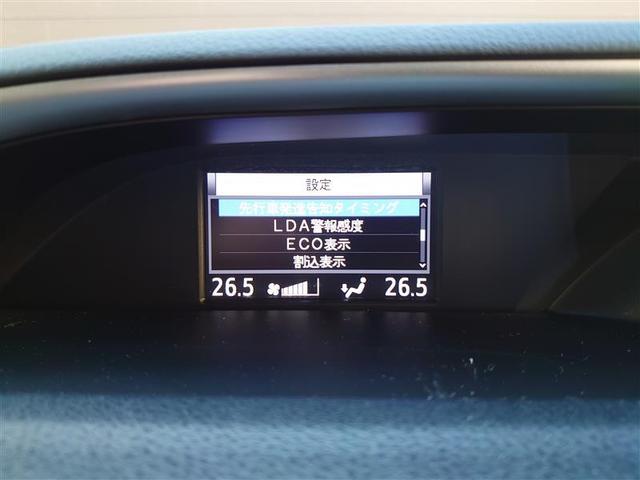 設定
先行車発進告知タイミング
LDA警報感度
ECO表示
割込表示
26.5 26.5